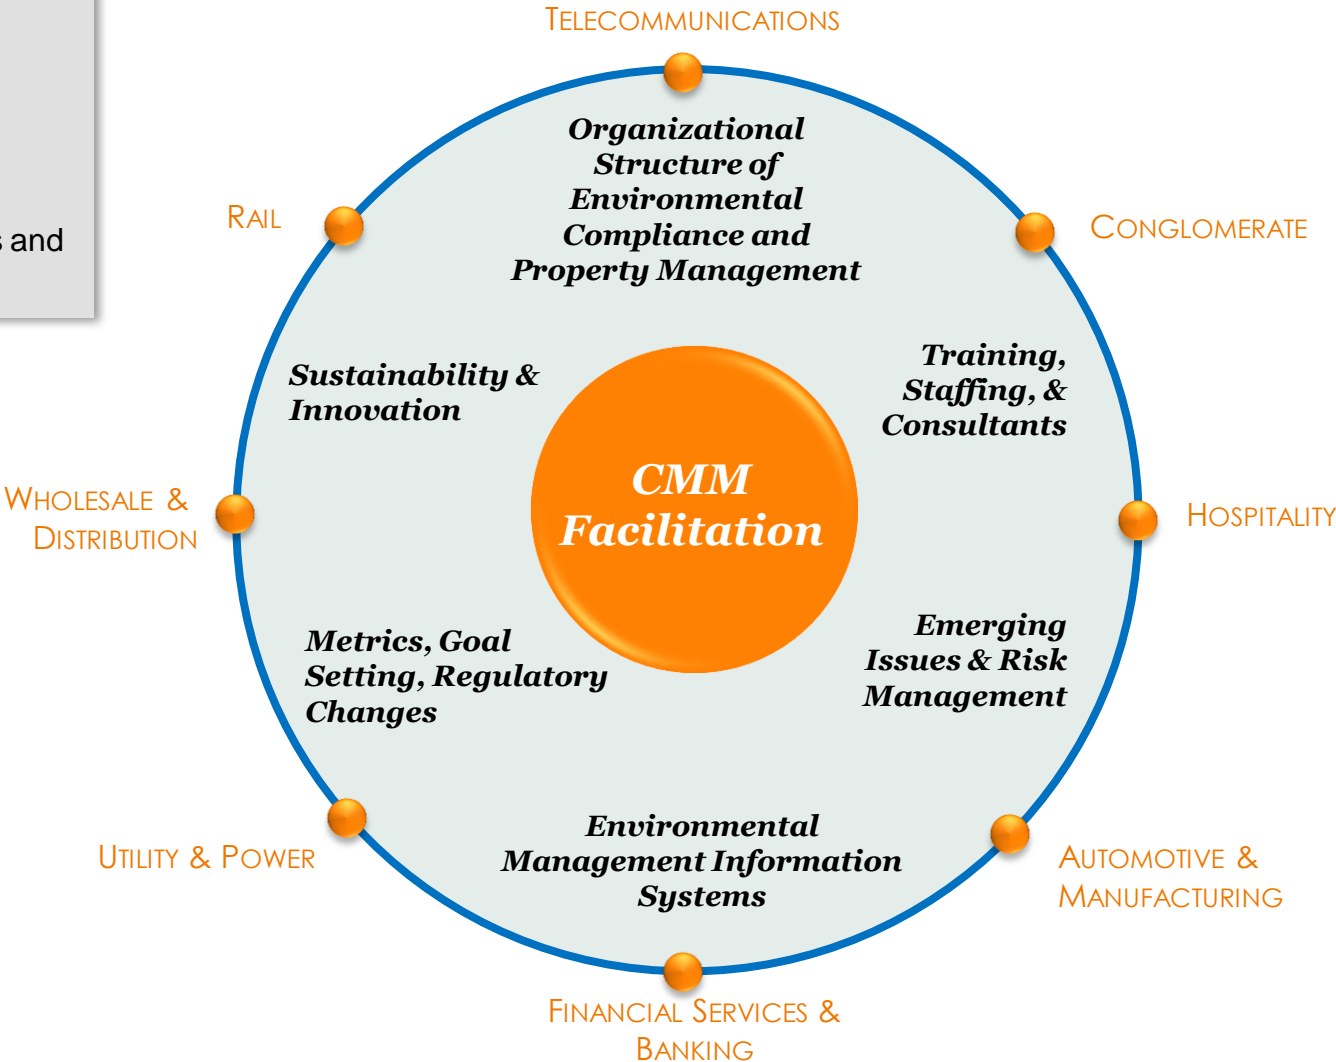 TELECOMMUNICATIONS
Organizational
Structure of
Environmental
Compliance and
Property Management
RAIL
s and
CONGLOMERATE
Sustainability &
Innovation
Training,
Staffing, &
Consultants
CMM
Facilitation
WHOLESALE &
DISTRIBUTION
HOSPITALITY
Metrics, Goal
Setting, Regulatory
Changes
Emerging
Issues & Risk
Management
UTILITY & POWER
Environmental
Management Information
Systems
AUTOMOTIVE &
MANUFACTURING
FINANCIAL SERVICES &
BANKING